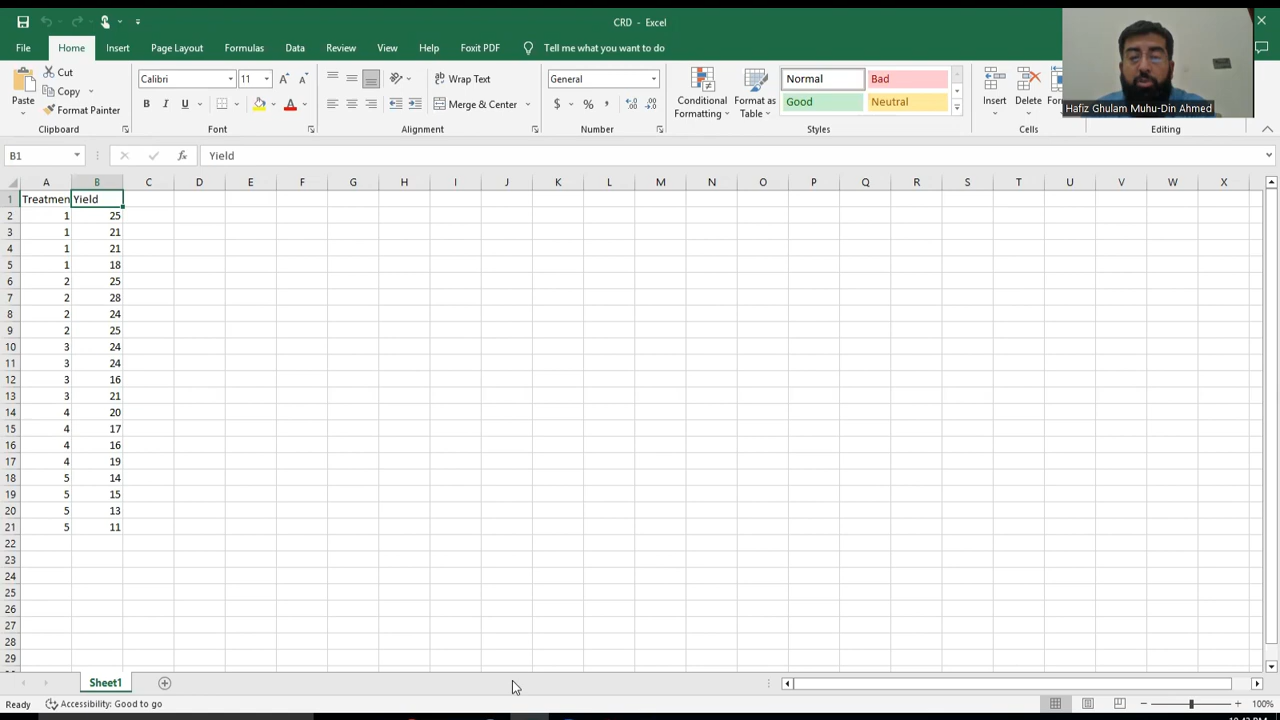 CRD - Excel
File Home Insert Page Layout Formulas Data Review View Help Foxit PDF Tell me what you want to do
Cut
Copy
Format Painter
Paste
Clipboard
Calibri 11
B I U
Font
Wrap Text
Merge & Center
Alignment
General
$ % ,
Number
Conditional Formatting
Format as Table
Normal Bad
Good Neutral
Styles
Insert Delete
Cells
Editing
Hafiz Ghulam Muhu-Din Ahmed
B1 fx Yield
A B C D E F G H I J K L M N O P Q R S T U V W X
1 Treatmen Yield
2 1 25
3 1 21
4 1 21
5 1 18
6 2 25
7 2 28
8 2 24
9 2 25
10 3 24
11 3 24
12 3 16
13 3 21
14 4 20
15 4 17
16 4 16
17 4 19
18 5 14
19 5 15
20 5 13
21 5 11
22
23
24
25
26
27
28
29
Sheet1
Ready Accessibility: Good to go 100%